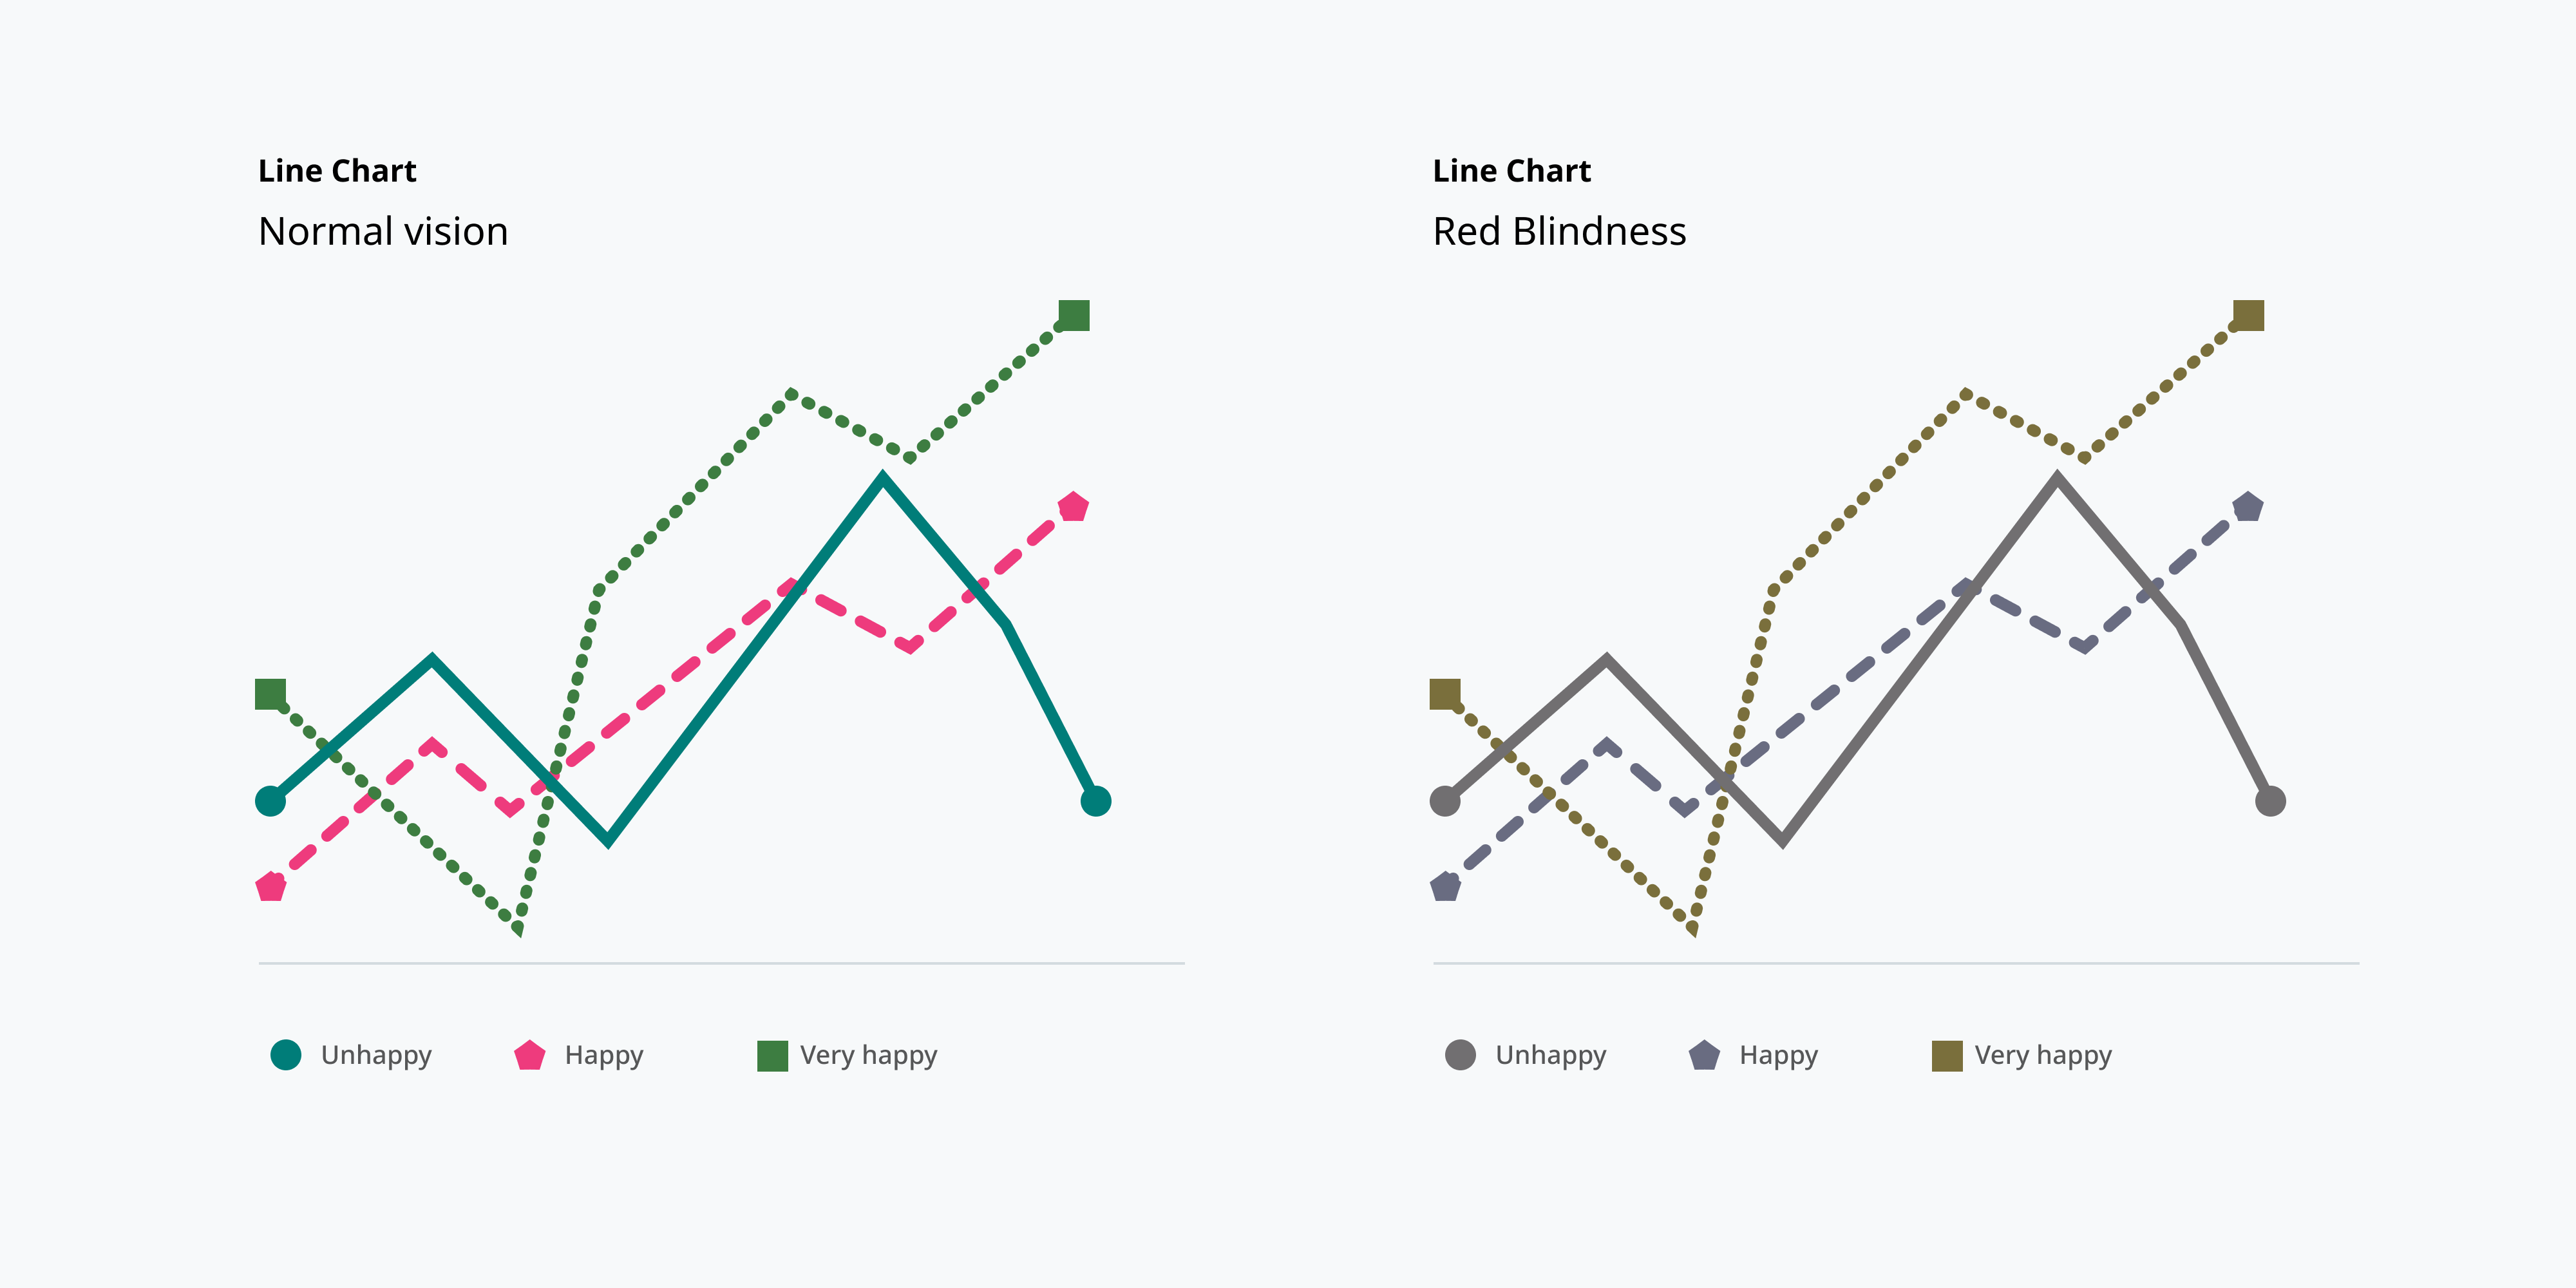 Line Chart
Normal vision
Unhappy
Happy
Very happy
Line Chart
Red Blindness
Unhappy
Happy
Very happy